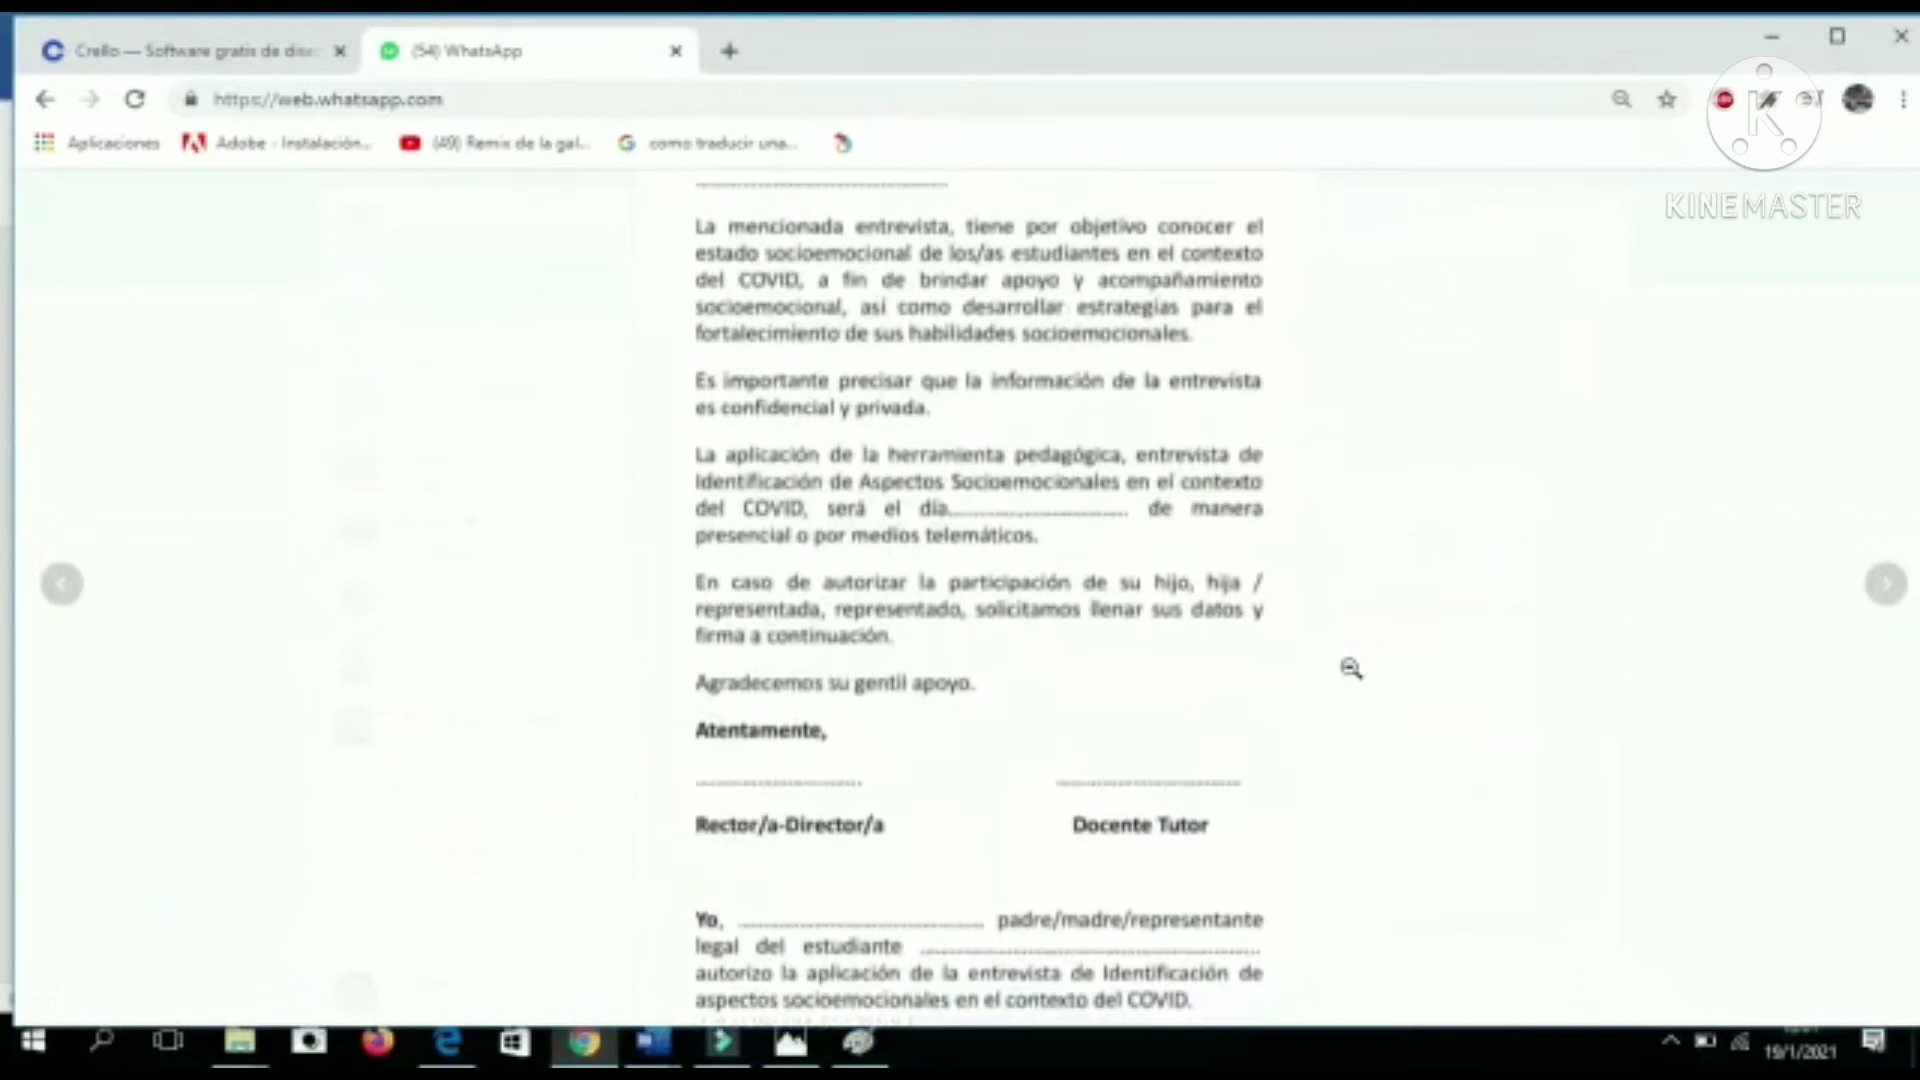 Crello — Software gratis de dise
(54) WhatsApp
https://web.whatsapp.com
Aplicaciones
Adobe - Instalación...
(49) Remix de la gal...
como traducir una...
KINEMASTER
La mencionada entrevista, tiene por objetivo conocer el
estado socioemocional de los/as estudiantes en el contexto
del COVID, a fin de brindar apoyo y acompañamiento
socioemocional, así como desarrollar estrategias para el
fortalecimiento de sus habilidades socioemocionales.
Es importante precisar que la información de la entrevista
es confidencial y privada.
La aplicación de la herramienta pedagógica, entrevista de
Identificación de Aspectos Socioemocionales en el contexto
del COVID, será el día.............................. de manera
presencial o por medios telemáticos.
En caso de autorizar la participación de su hijo, hija /
representada, representado, solicitamos llenar sus datos y
firma a continuación.
Agradecemos su gentil apoyo.
Atentamente,
Rector/a-Director/a Docente Tutor
Yo, ........................................ padre/madre/representante
legal del estudiante ........................................................
autorizo la aplicación de la entrevista de Identificación de
aspectos socioemocionales en el contexto del COVID.
19/1/2021